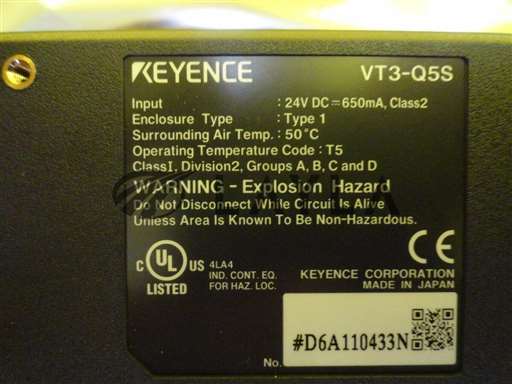 KEYENCE VT3-Q5S
Input : 24V DC⎓650mA, Class2
Enclosure Type : Type 1
Surrounding Air Temp. : 50°C
Operating Temperature Code : T5
ClassⅠ, Division2, Groups A, B, C and D
WARNING - Explosion Hazard
Do Not Disconnect While Circuit Is Alive
Unless Area Is Known To Be Non-Hazardous.
C UL US LISTED
4LA4
IND. CONT. EQ.
FOR HAZ. LOC.
CE
KEYENCE CORPORATION
MADE IN JAPAN
#D6A110433N
No.